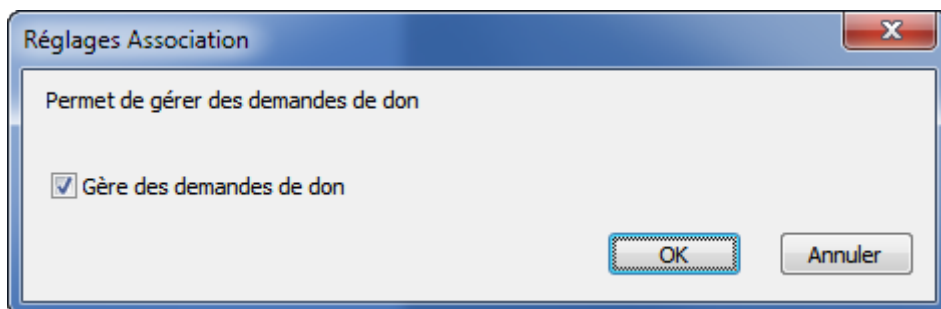 Réglages Association
Permet de gérer des demandes de don
Gère des demandes de don
OK
Annuler